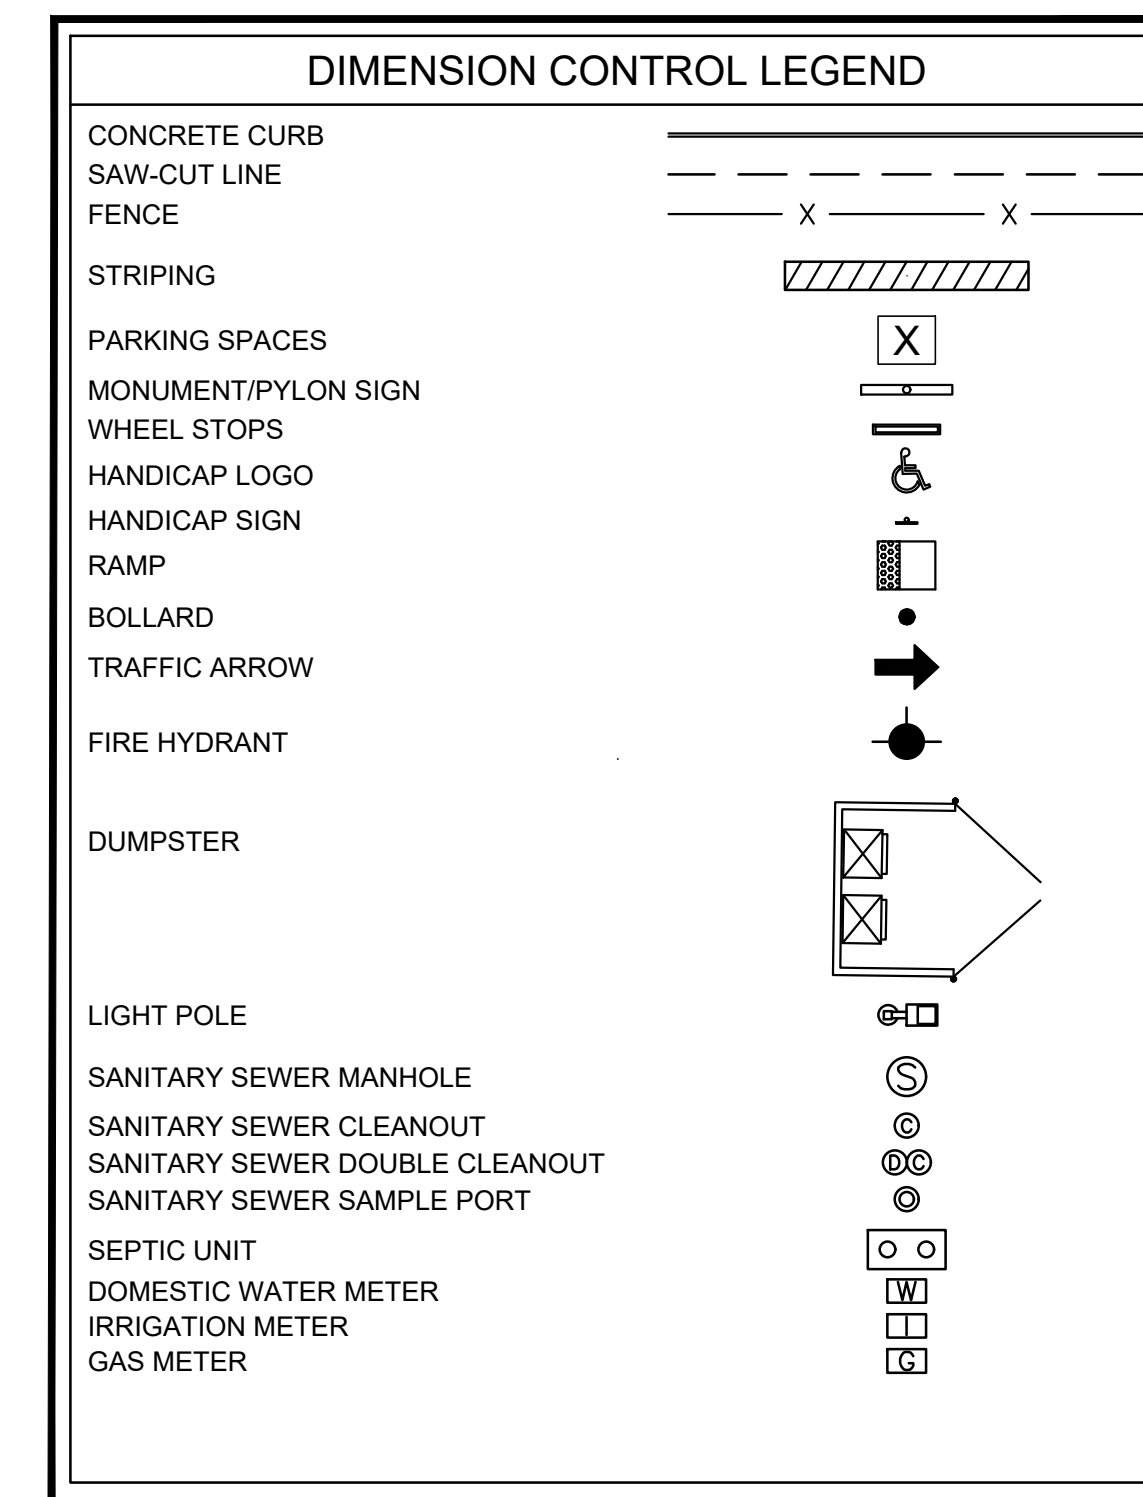 DIMENSION CONTROL LEGEND
CONCRETE CURB
SAW-CUT LINE
FENCE X X
STRIPING
PARKING SPACES X
MONUMENT/PYLON SIGN
WHEEL STOPS
HANDICAP LOGO
HANDICAP SIGN
RAMP
BOLLARD
TRAFFIC ARROW
FIRE HYDRANT
DUMPSTER
LIGHT POLE
SANITARY SEWER MANHOLE S
SANITARY SEWER CLEANOUT C
SANITARY SEWER DOUBLE CLEANOUT D C
SANITARY SEWER SAMPLE PORT
SEPTIC UNIT
DOMESTIC WATER METER W
IRRIGATION METER I
GAS METER G